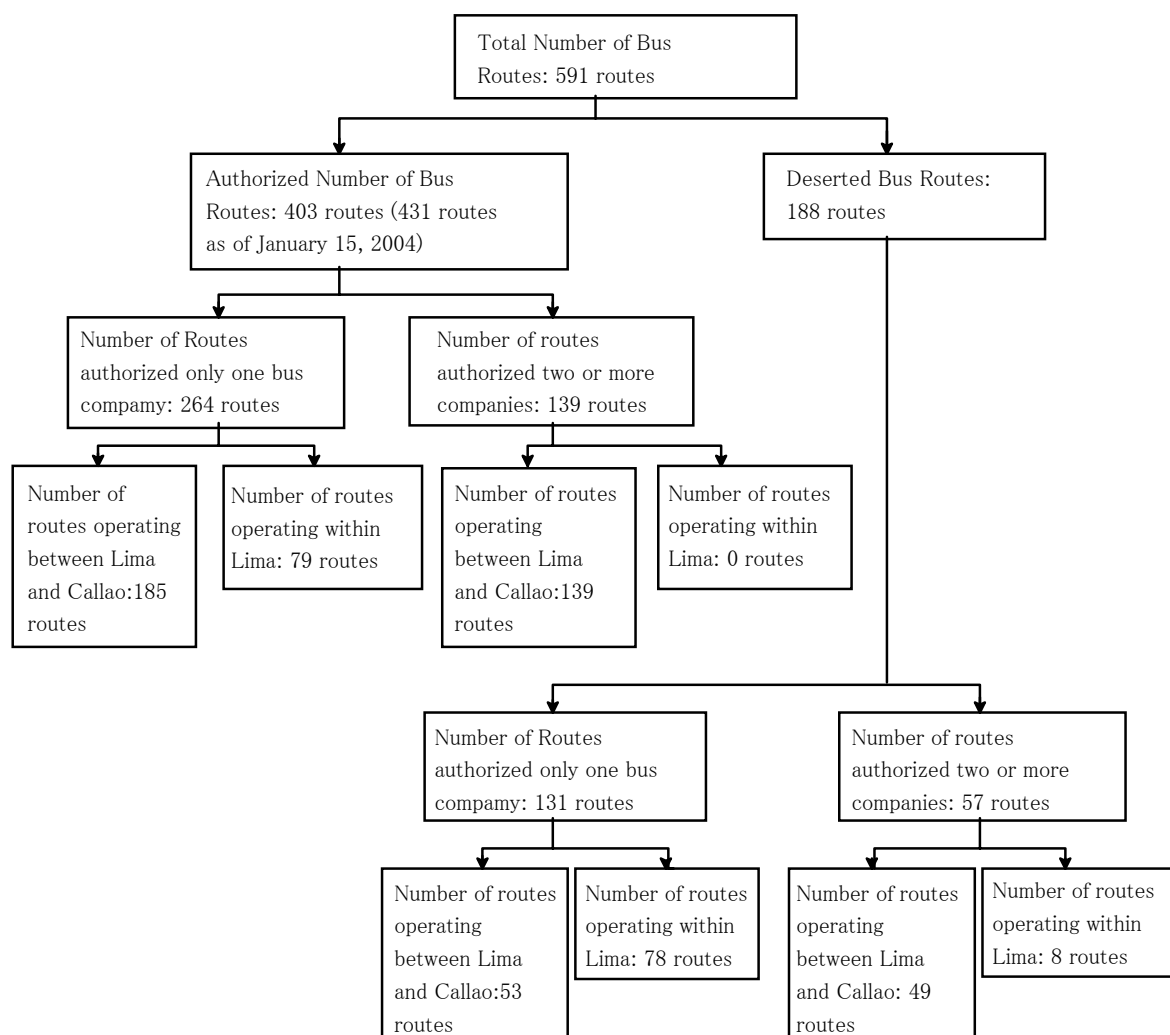 Total Number of Bus
Routes: 591 routes
Authorized Number of Bus
Routes: 403 routes (431 routes
as of January 15, 2004)
Deserted Bus Routes:
188 routes
Number of Routes
authorized only one bus
compamy: 264 routes
Number of routes
authorized two or more
companies: 139 routes
Number of
routes operating
between Lima
and Callao:185
routes
Number of routes
operating within
Lima: 79 routes
Number of routes
operating
between Lima
and Callao:139
routes
Number of routes
operating within
Lima: 0 routes
Number of Routes
authorized only one bus
compamy: 131 routes
Number of routes
authorized two or more
companies: 57 routes
Number of routes
operating
between Lima
and Callao:53
routes
Number of routes
operating within
Lima: 78 routes
Number of routes
operating
between Lima
and Callao: 49
routes
Number of routes
operating within
Lima: 8 routes